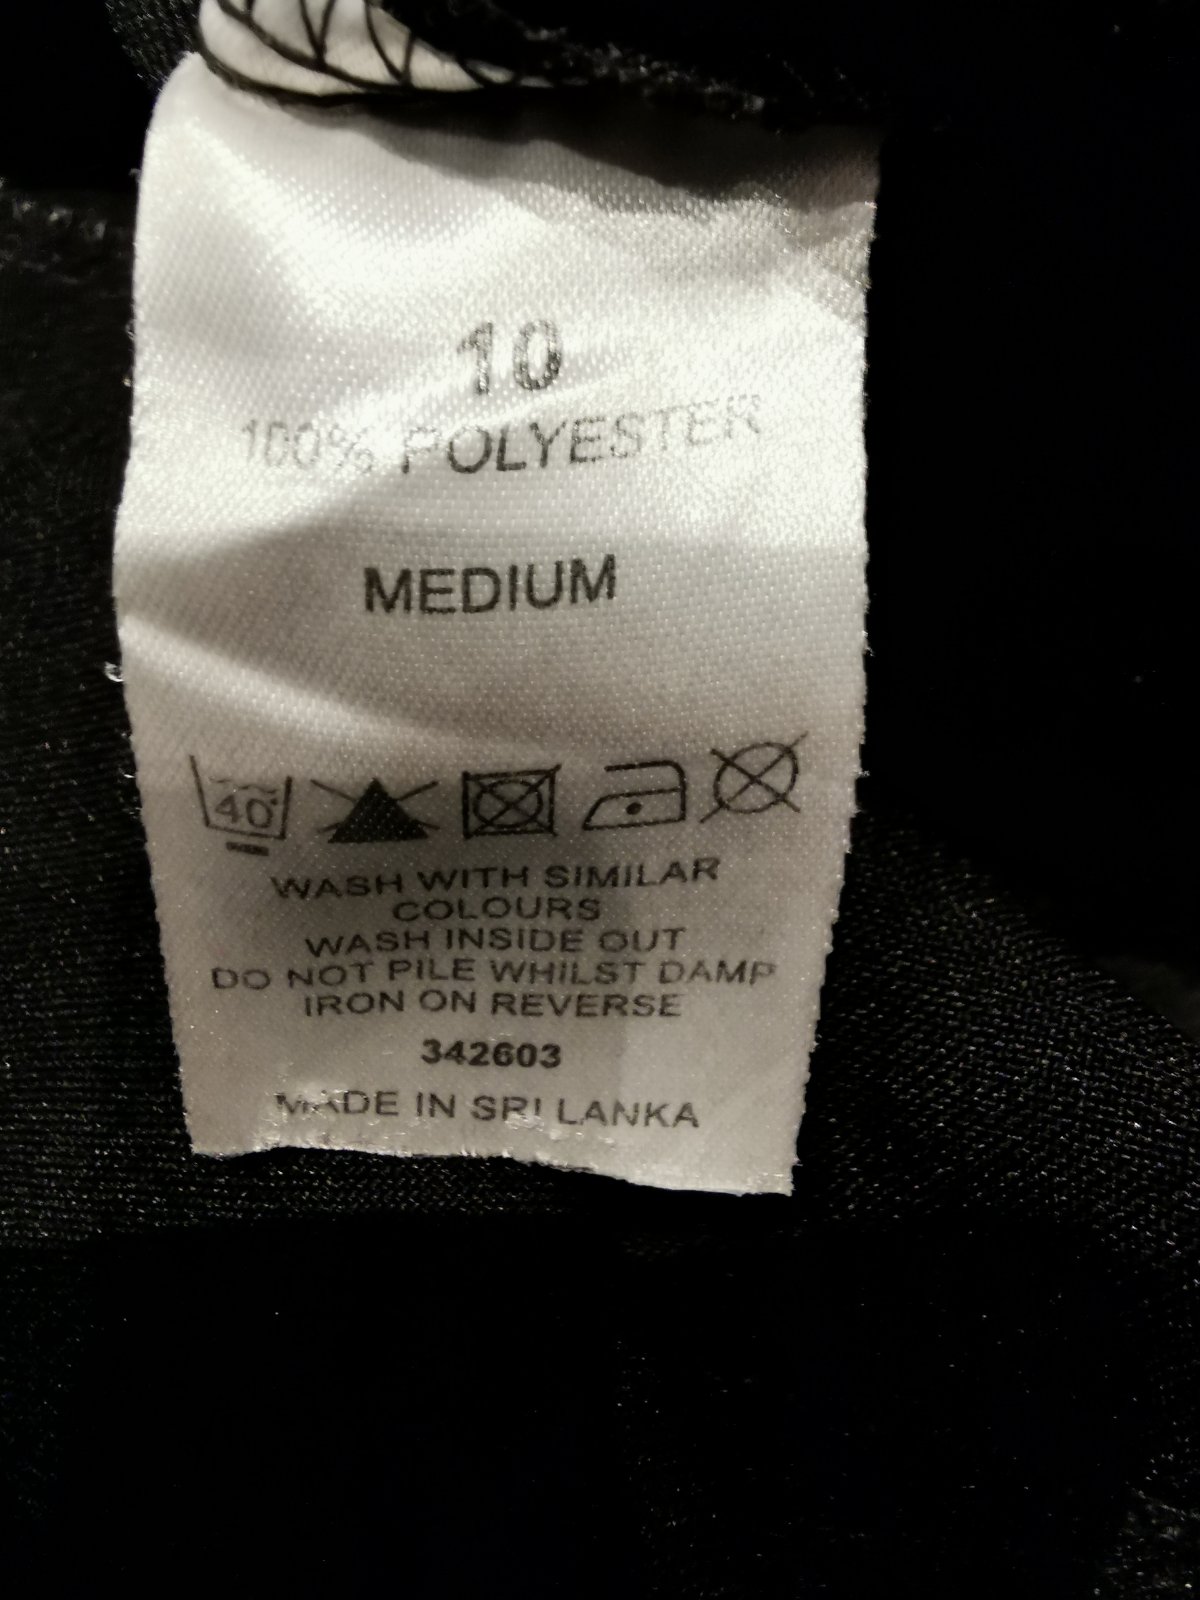 10
100% POLYESTER
MEDIUM
40°
WASH WITH SIMILAR
COLOURS
WASH INSIDE OUT
DO NOT PILE WHILST DAMP
IRON ON REVERSE
342603
MADE IN SRI LANKA